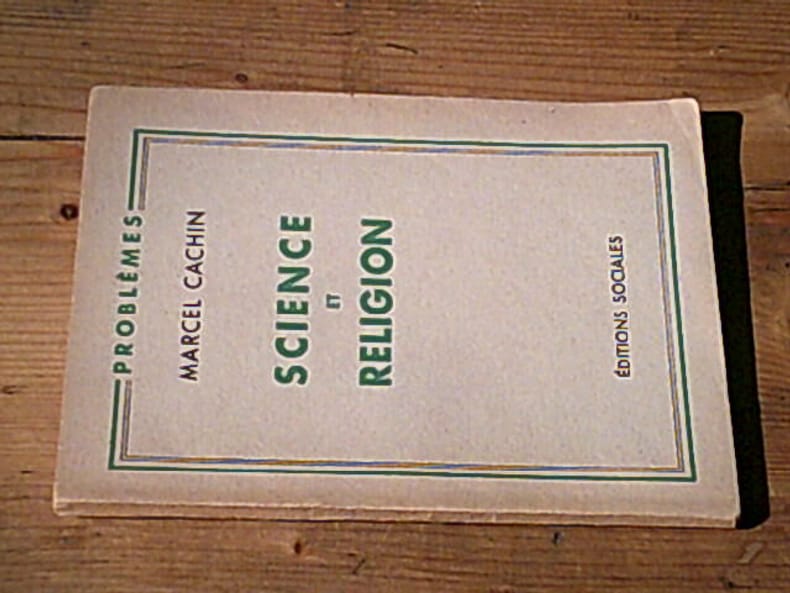 PROBLÈMES
MARCEL CACHIN
SCIENCE
ET
RELIGION
ÉDITIONS SOCIALES